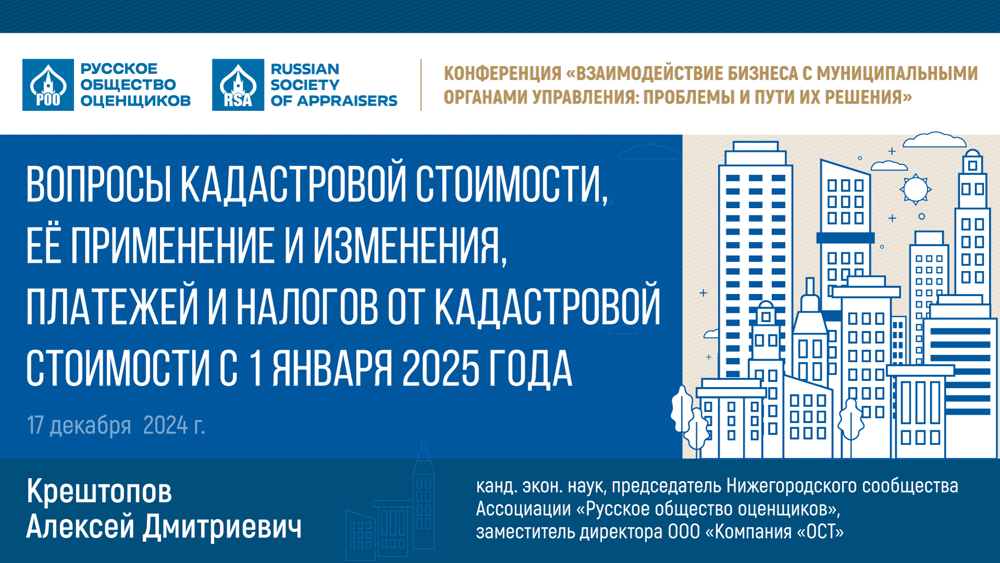 РОО
РУССКОЕ
ОБЩЕСТВО
ОЦЕНЩИКОВ
RSA
RUSSIAN
SOCIETY
OF APPRAISERS
КОНФЕРЕНЦИЯ «ВЗАИМОДЕЙСТВИЕ БИЗНЕСА С МУНИЦИПАЛЬНЫМИ
ОРГАНАМИ УПРАВЛЕНИЯ: ПРОБЛЕМЫ И ПУТИ ИХ РЕШЕНИЯ»
ВОПРОСЫ КАДАСТРОВОЙ СТОИМОСТИ,
ЕЁ ПРИМЕНЕНИЕ И ИЗМЕНЕНИЯ,
ПЛАТЕЖЕЙ И НАЛОГОВ ОТ КАДАСТРОВОЙ
СТОИМОСТИ С 1 ЯНВАРЯ 2025 ГОДА
17 декабря 2024 г.
Крештопов
Алексей Дмитриевич
канд. экон. наук, председатель Нижегородского сообщества
Ассоциации «Русское общество оценщиков»,
заместитель директора ООО «Компания «ОСТ»